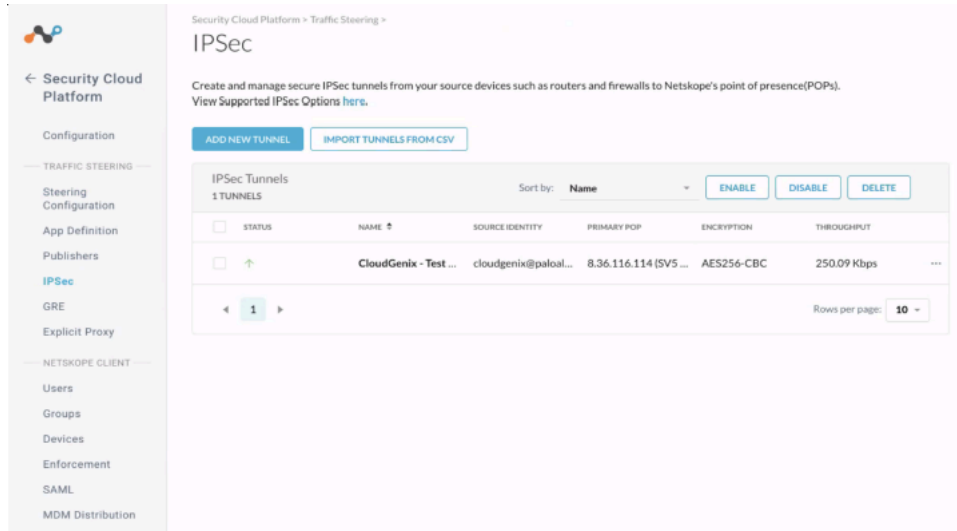 Security Cloud Platform > Traffic Steering >
IPSec
← Security Cloud
Platform
Configuration
TRAFFIC STEERING
Steering
Configuration
App Definition
Publishers
IPSec
GRE
Explicit Proxy
NETSKOPE CLIENT
Users
Groups
Devices
Enforcement
SAML
MDM Distribution
Create and manage secure IPSec tunnels from your source devices such as routers and firewalls to Netskope's point of presence(POPs).
View Supported IPSec Options here.
ADD NEW TUNNEL IMPORT TUNNELS FROM CSV
IPSec Tunnels
1 TUNNELS
Sort by: Name ENABLE DISABLE DELETE
STATUS NAME SOURCE IDENTITY PRIMARY POP ENCRYPTION THROUGHPUT
CloudGenix - Test ... cloudgenix@paloal... 8.36.116.114 (SV5 ... AES256-CBC 250.09 Kbps ...
1 Rows per page: 10